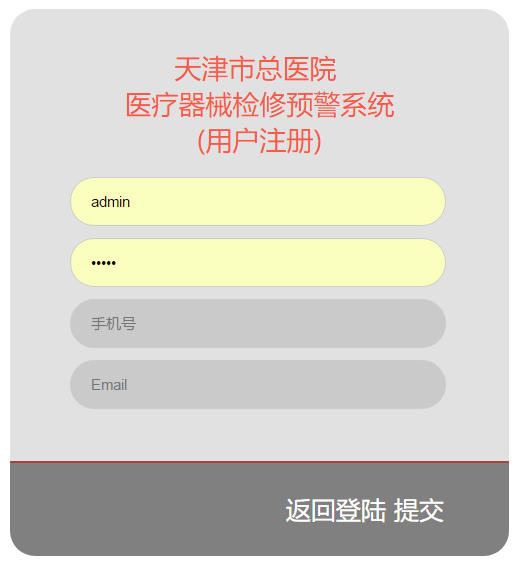 天津市总医院
医疗器械检修预警系统
(用户注册)
admin
•••••
手机号
Email
返回登陆 提交